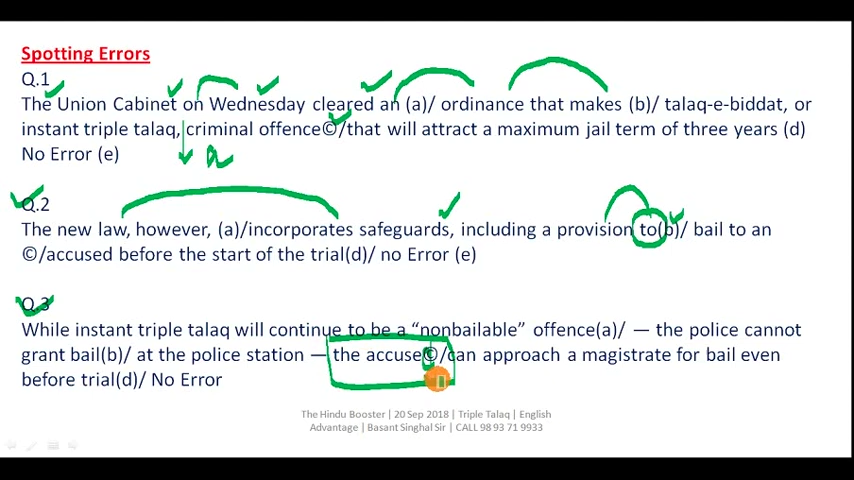 Spotting Errors
Q.1
The Union Cabinet on Wednesday cleared an (a)/ ordinance that makes (b)/ talaq-e-biddat, or
instant triple talaq, criminal offence©/that will attract a maximum jail term of three years (d)
No Error (e)
a
Q.2
The new law, however, (a)/incorporates safeguards, including a provision to(b)/ bail to an
©/accused before the start of the trial(d)/ no Error (e)
Q.3
While instant triple talaq will continue to be a “nonbailable” offence(a)/ — the police cannot
grant bail(b)/ at the police station — the accuse©/can approach a magistrate for bail even
before trial(d)/ No Error
The Hindu Booster | 20 Sep 2018 | Triple Talaq | English
Advantage | Basant Singhal Sir | CALL 98 93 71 9933